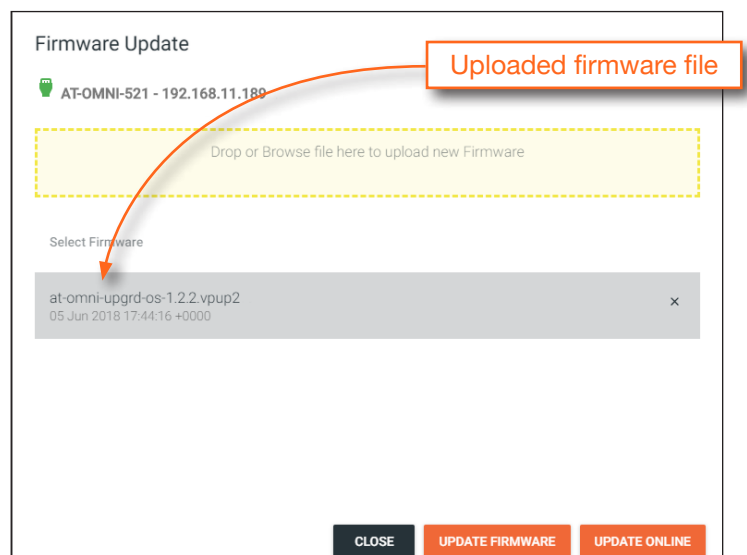 Firmware Update
Uploaded firmware file
AT-OMNI-521 - 192.168.11.189
Drop or Browse file here to upload new Firmware
Select Firmware
at-omni-upgrd-os-1.2.2.vpup2
×
05 Jun 2018 17:44:16 +0000
CLOSE
UPDATE FIRMWARE
UPDATE ONLINE